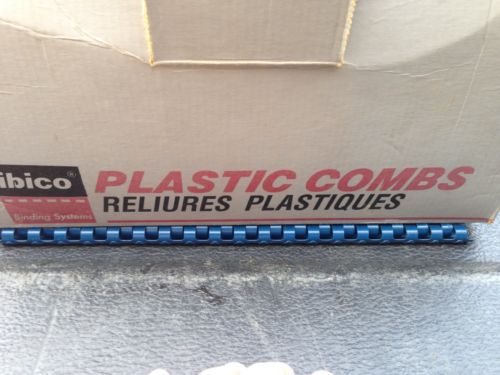 ibico®
Binding Systems
PLASTIC COMBS
RELIURES PLASTIQUES